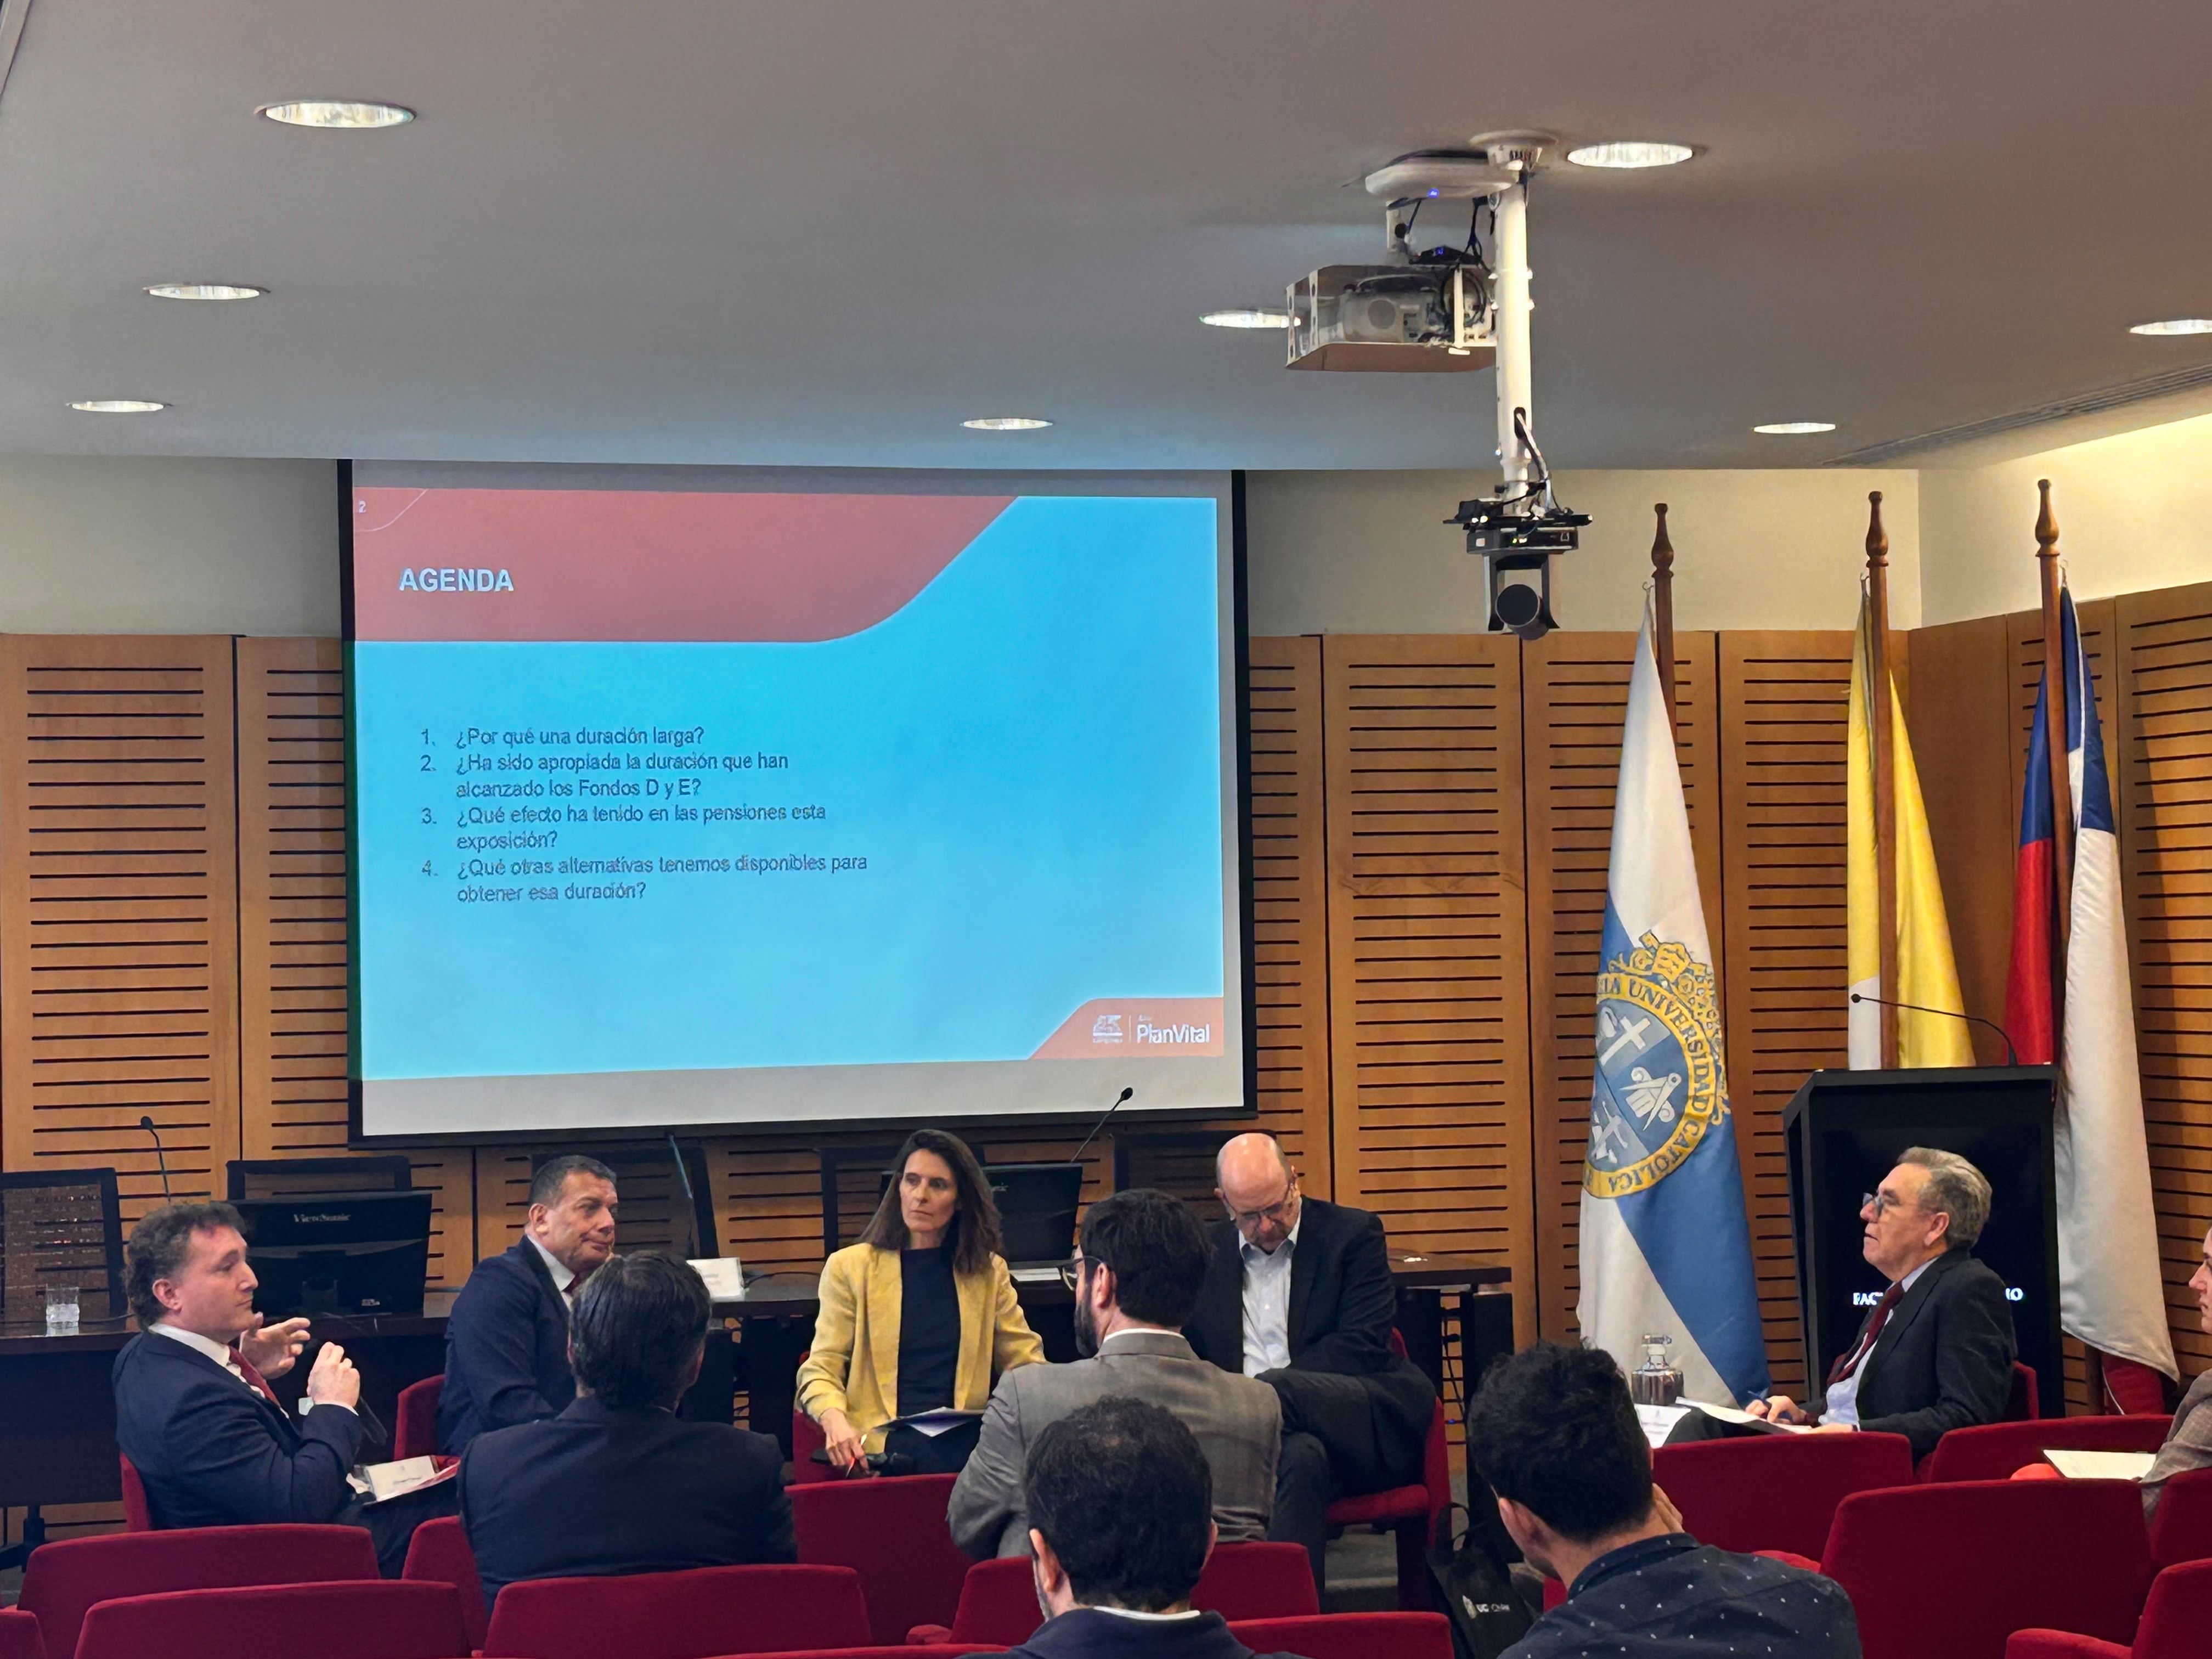 2
AGENDA
1. ¿Por qué una duración larga?
2. ¿Ha sido apropiada la duración que han
alcanzado los Fondos D y E?
3. ¿Qué efecto ha tenido en las pensiones esta
exposición?
4. ¿Qué otras alternativas tenemos disponibles para
obtener esa duración?
PlanVital
UNIVERSIDAD CATOLICA
ViewSonic
UC